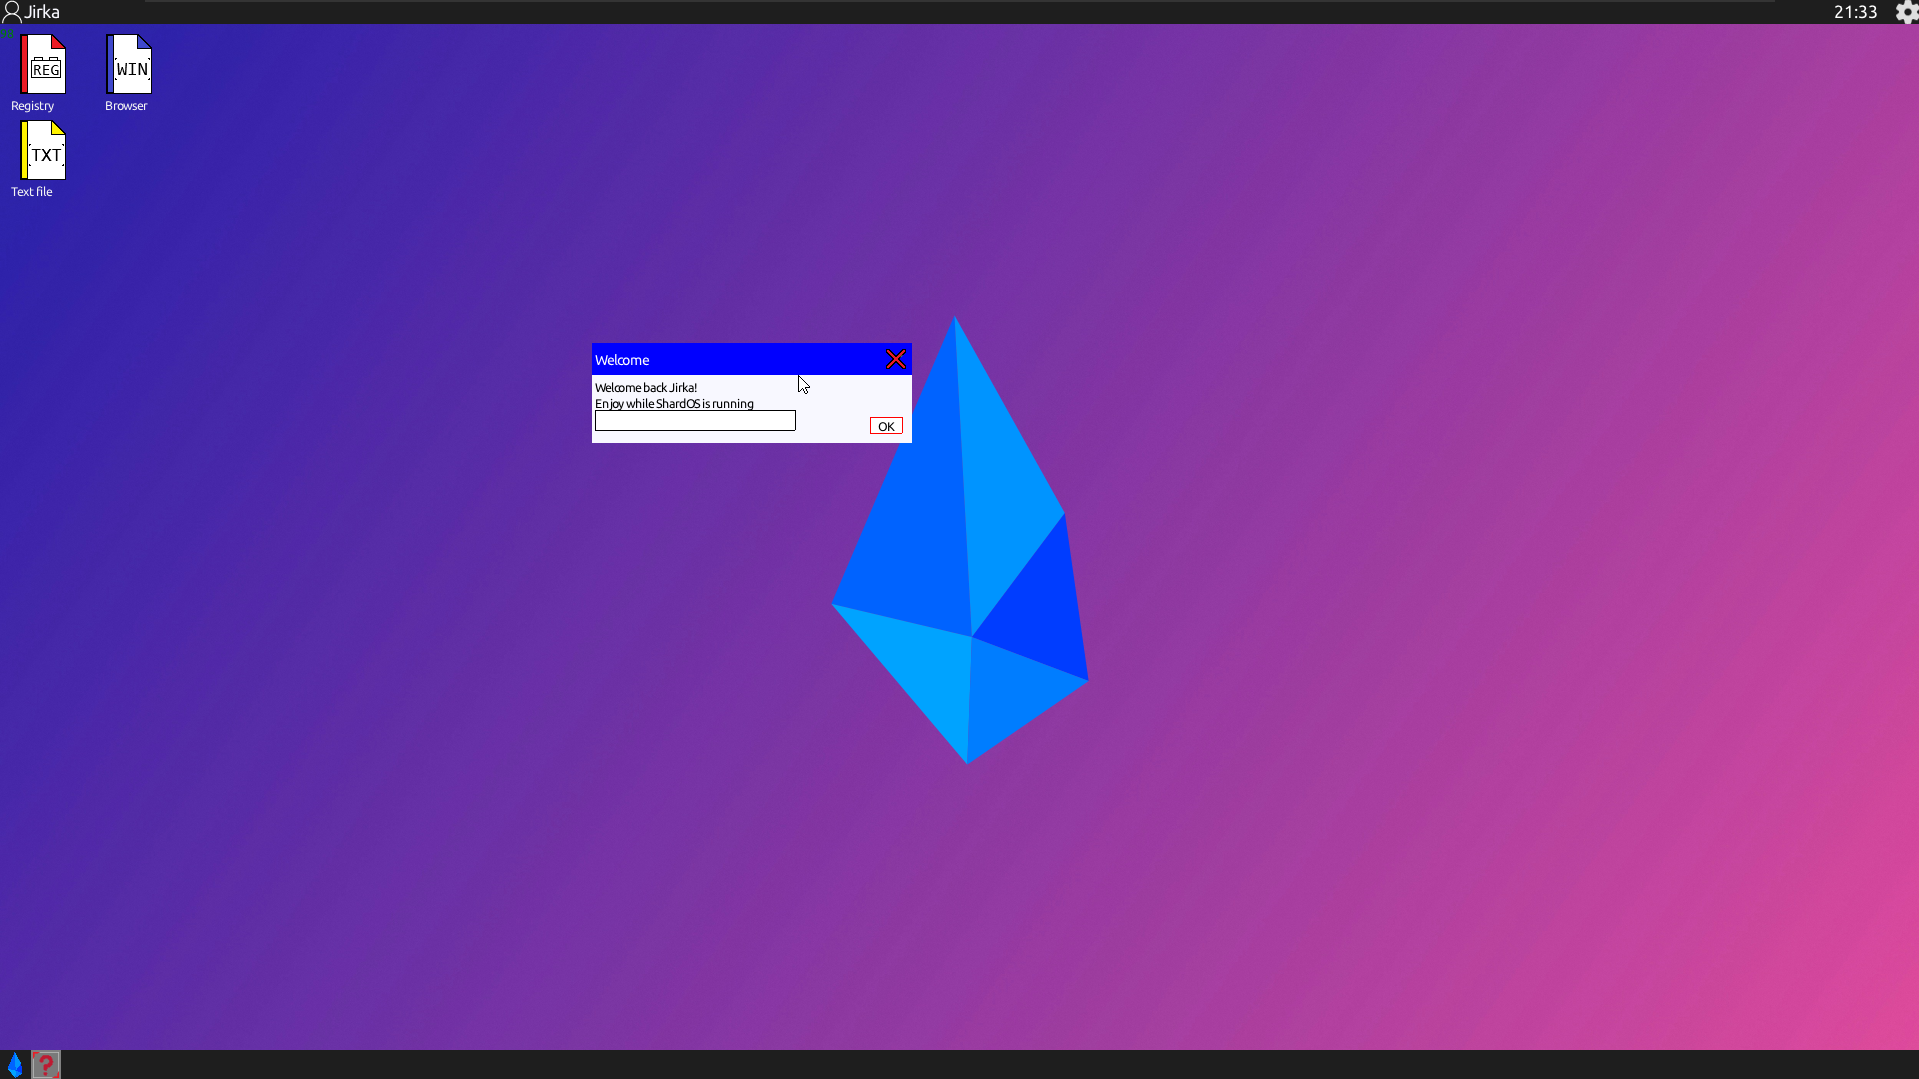 Jirka
21:33
98
REG
WIN
Registry
Browser
TXT
Text file
Welcome
Welcome back Jirka!
Enjoy while ShardOS is running
OK
?